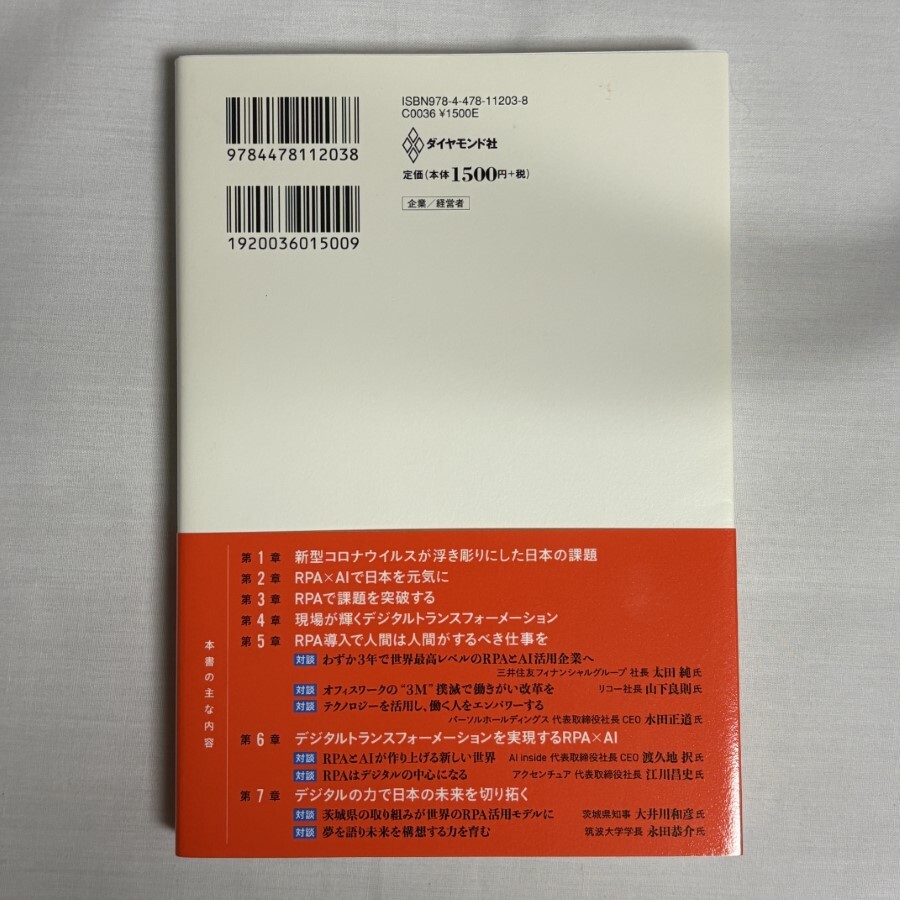 9784478112038
1920036015009
ISBN978-4-478-11203-8
C0036 ¥1500E
ダイヤモンド社
定価(本体1500円+税)
企業／経営者
本書の主な内容
第1章 新型コロナウイルスが浮き彫りにした日本の課題
第2章 RPA×AIで日本を元気に
第3章 RPAで課題を突破する
第4章 現場が輝くデジタルトランスフォーメーション
第5章 RPA導入で人間は人間がするべき仕事を
対談 わずか3年で世界最高レベルのRPAとAI活用企業へ
三井住友フィナンシャルグループ 社長 太田 純氏
対談 オフィスワークの“3M”撲滅で働きがい改革を リコー社長 山下良則氏
対談 テクノロジーを活用し、働く人をエンパワーする
パーソルホールディングス 代表取締役社長 CEO 水田正道氏
第6章 デジタルトランスフォーメーションを実現するRPA×AI
対談 RPAとAIが作り上げる新しい世界 AI inside 代表取締役社長 CEO 渡久地 択氏
対談 RPAはデジタルの中心になる アクセンチュア 代表取締役社長 江川昌史氏
第7章 デジタルの力で日本の未来を切り拓く
対談 茨城県の取り組みが世界のRPA活用モデルに 茨城県知事 大井川和彦氏
対談 夢を語り未来を構想する力を育む 筑波大学学長 永田恭介氏